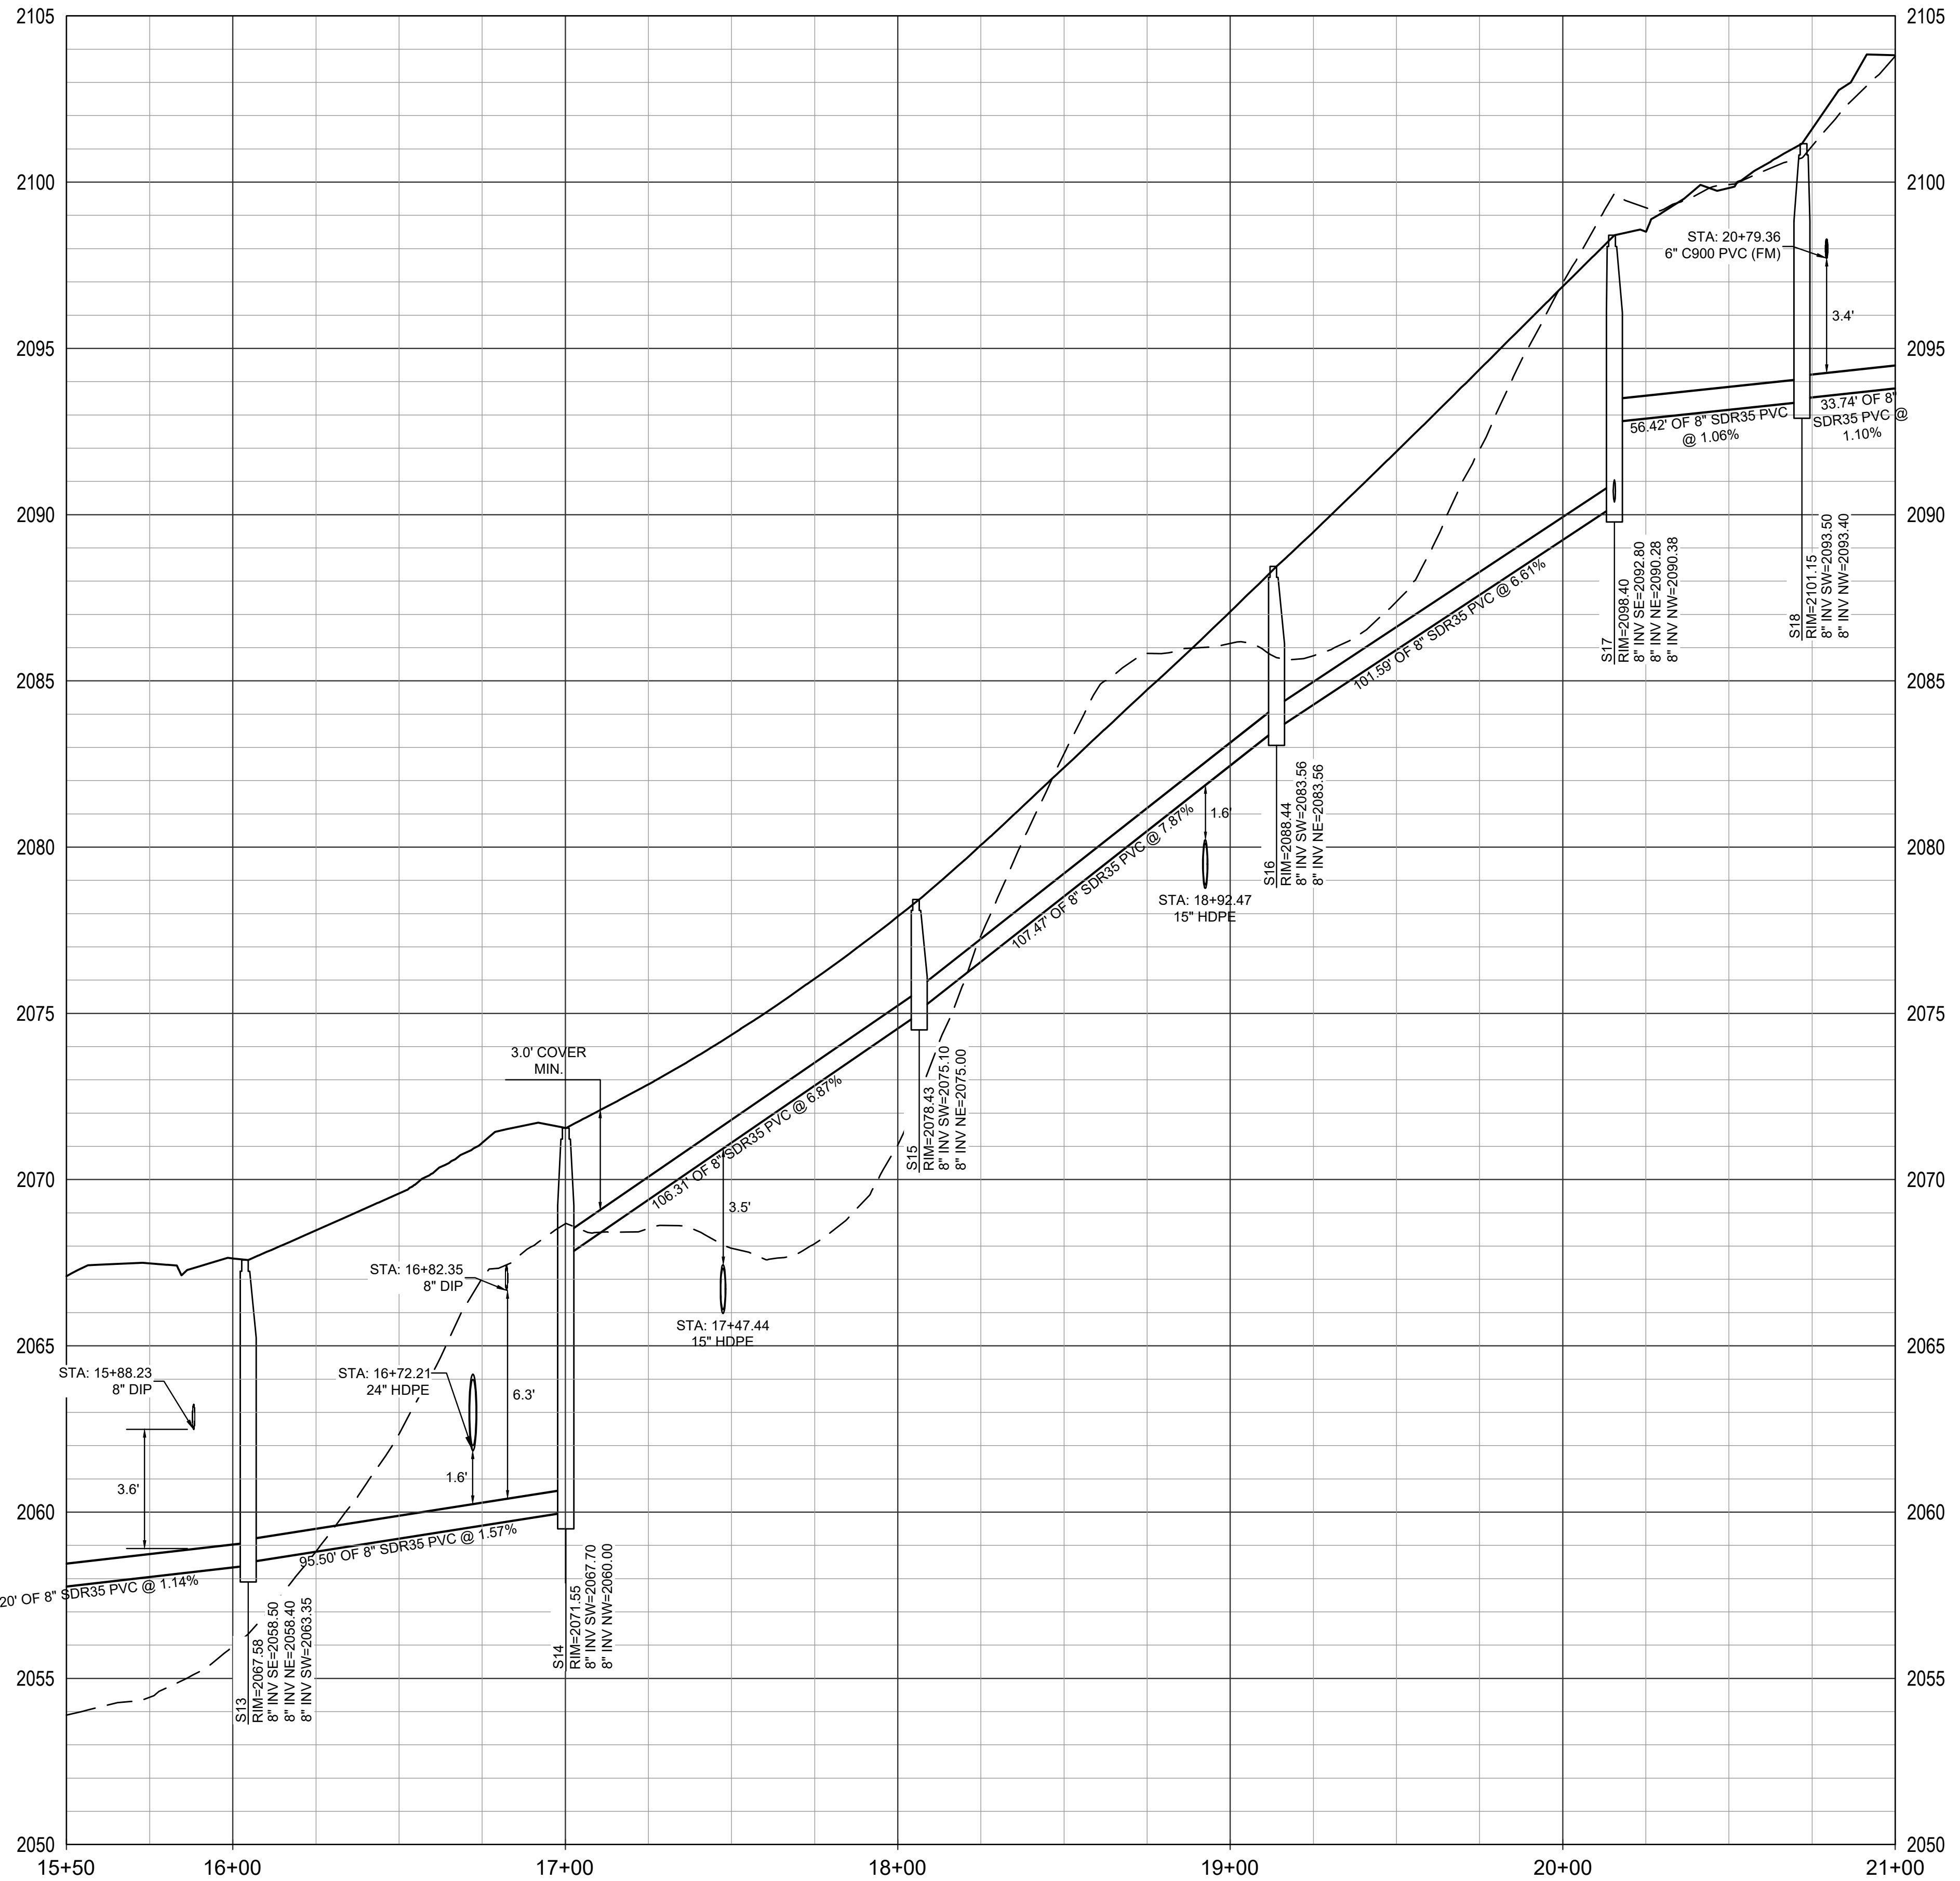 2105
2105
2100
2100
STA: 20+79.36
6" C900 PVC (FM)
3.4'
2095
2095
56.42' OF 8" SDR35 PVC
@ 1.06%
33.74' OF 8"
SDR35 PVC @
1.10%
2090
2090
S18
RIM=2101.15
8" INV SW=2093.50
8" INV NW=2093.40
S17
RIM=2098.40
8" INV SE=2092.80
8" INV NE=2090.28
8" INV NW=2090.38
101.59' OF 8" SDR35 PVC @ 6.61%
2085
2085
S16
RIM=2088.44
8" INV SW=2083.56
8" INV NE=2083.56
107.47' OF 8" SDR35 PVC @ 7.87%
1.6'
2080
2080
STA: 18+92.47
15" HDPE
2075
2075
3.0' COVER
MIN.
S15
RIM=2078.43
8" INV SW=2075.10
8" INV NE=2075.00
106.31' OF 8" SDR35 PVC @ 6.87%
2070
2070
3.5'
STA: 16+82.35
8" DIP
STA: 17+47.44
15" HDPE
2065
2065
STA: 15+88.23
8" DIP
STA: 16+72.21
24" HDPE
6.3'
1.6'
3.6'
2060
2060
95.50' OF 8" SDR35 PVC @ 1.57%
20' OF 8" SDR35 PVC @ 1.14%
S14
RIM=2071.55
8" INV SW=2067.70
8" INV NW=2060.00
S13
RIM=2067.58
8" INV SE=2058.50
8" INV NE=2058.40
8" INV SW=2063.35
2055
2055
2050
2050
15+50
16+00
17+00
18+00
19+00
20+00
21+00